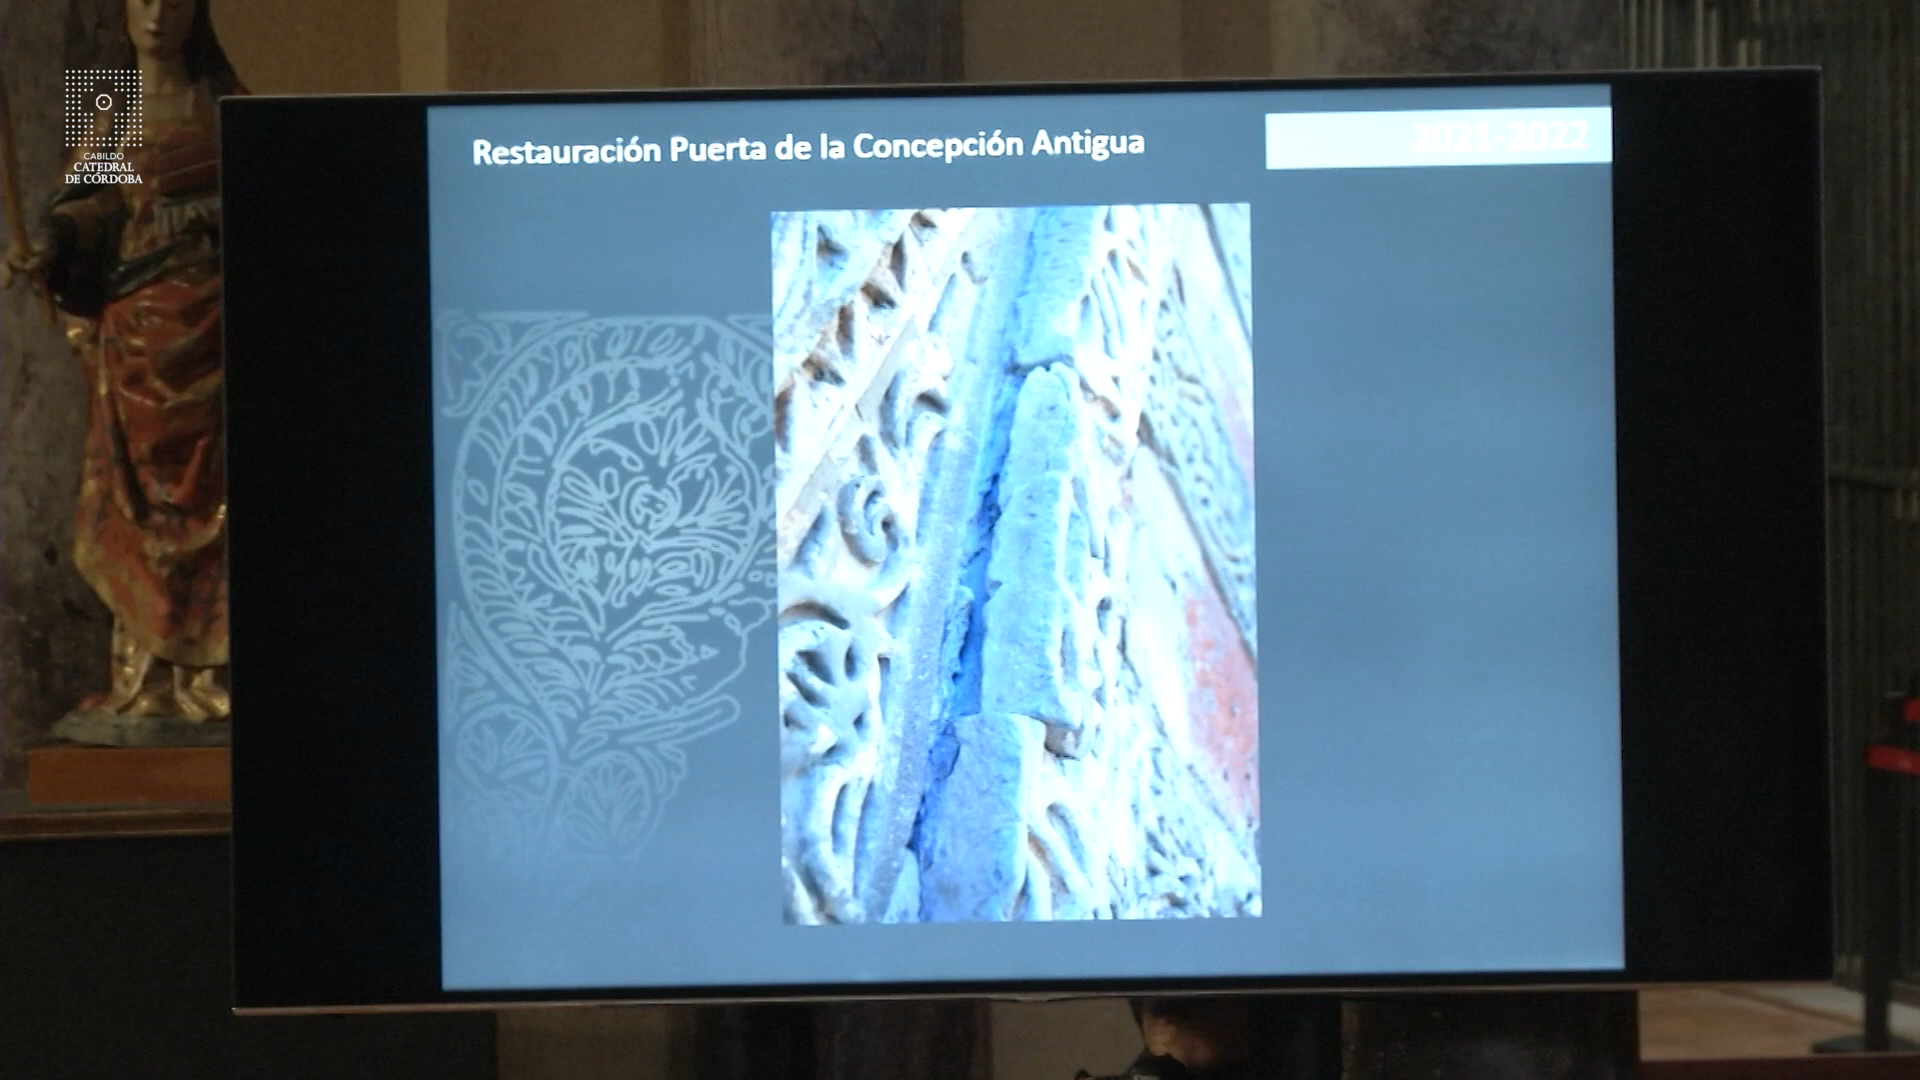 CABILDO
CATEDRAL
DE CÓRDOBA
Restauración Puerta de la Concepción Antigua
2021-2022